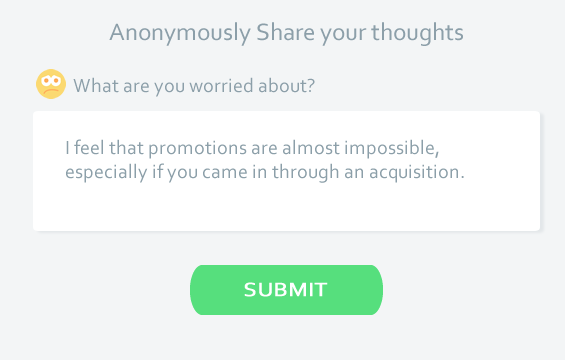 Anonymously Share your thoughts
What are you worried about?
I feel that promotions are almost impossible,
especially if you came in through an acquisition.
SUBMIT